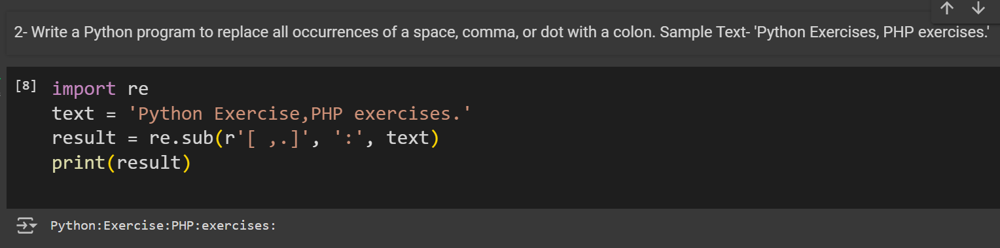 2- Write a Python program to replace all occurrences of a space, comma, or dot with a colon. Sample Text- 'Python Exercises, PHP exercises.'
[8] import re
text = 'Python Exercise,PHP exercises.'
result = re.sub(r'[ ,.]', ':', text)
print(result)
Python:Exercise:PHP:exercises: